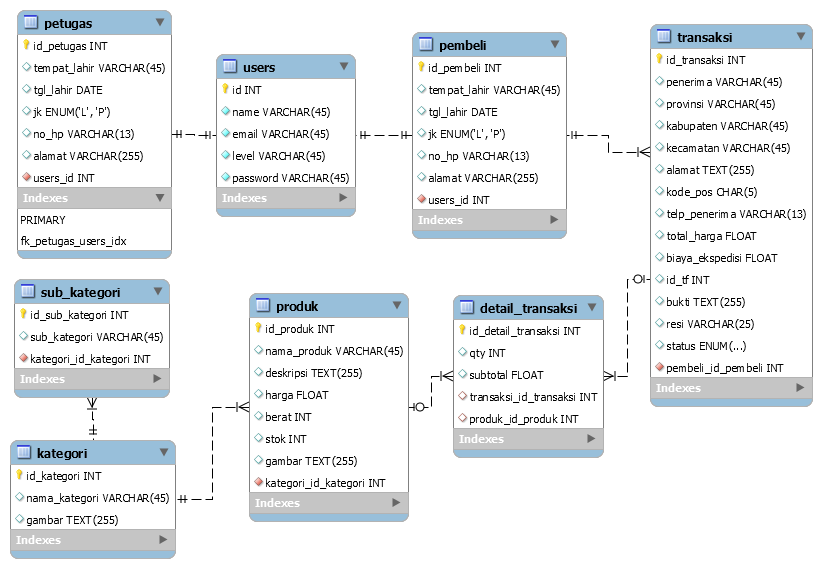 petugas
id_petugas INT
tempat_lahir VARCHAR(45)
tgl_lahir DATE
jk ENUM('L', 'P')
no_hp VARCHAR(13)
alamat VARCHAR(255)
users_id INT
Indexes
PRIMARY
fk_petugas_users_idx
users
id INT
name VARCHAR(45)
email VARCHAR(45)
level VARCHAR(45)
password VARCHAR(45)
Indexes
pembeli
id_pembeli INT
tempat_lahir VARCHAR(45)
tgl_lahir DATE
jk ENUM('L', 'P')
no_hp VARCHAR(13)
alamat VARCHAR(255)
users_id INT
Indexes
transaksi
id_transaksi INT
penerima VARCHAR(45)
provinsi VARCHAR(45)
kabupaten VARCHAR(45)
kecamatan VARCHAR(45)
alamat TEXT(255)
kode_pos CHAR(5)
telp_penerima VARCHAR(13)
total_harga FLOAT
biaya_ekspedisi FLOAT
id_tf INT
bukti TEXT(255)
resi VARCHAR(25)
status ENUM(...)
pembeli_id_pembeli INT
Indexes
sub_kategori
id_sub_kategori INT
sub_kategori VARCHAR(45)
kategori_id_kategori INT
Indexes
kategori
id_kategori INT
nama_kategori VARCHAR(45)
gambar TEXT(255)
Indexes
produk
id_produk INT
nama_produk VARCHAR(45)
deskripsi TEXT(255)
harga FLOAT
berat INT
stok INT
gambar TEXT(255)
kategori_id_kategori INT
Indexes
detail_transaksi
id_detail_transaksi INT
qty INT
subtotal FLOAT
transaksi_id_transaksi INT
produk_id_produk INT
Indexes